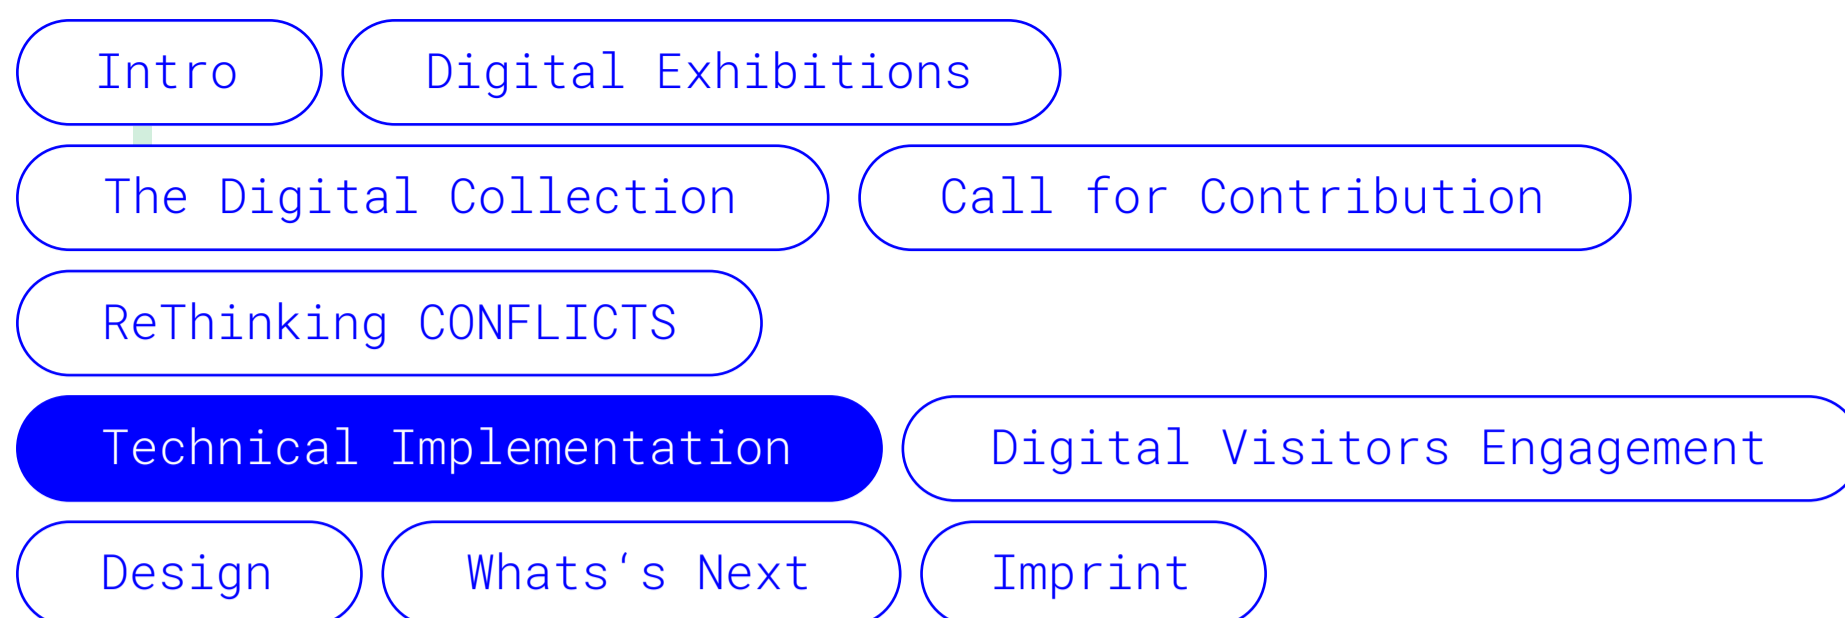 Intro Digital Exhibitions
The Digital Collection Call for Contribution
ReThinking CONFLICTS
Technical Implementation Digital Visitors Engagement
Design Whats‘s Next Imprint